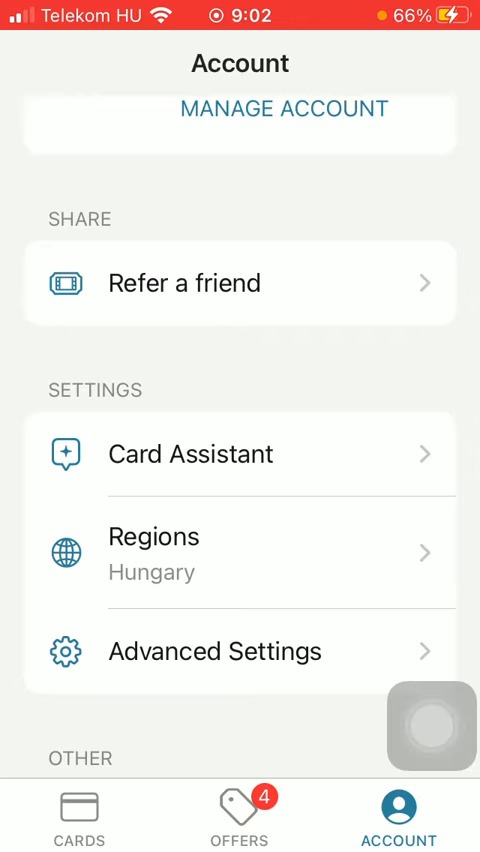 Telekom HU 9:02 66%
Account
MANAGE ACCOUNT
SHARE
Refer a friend
SETTINGS
Card Assistant
Regions
Hungary
Advanced Settings
OTHER
4
CARDS OFFERS ACCOUNT